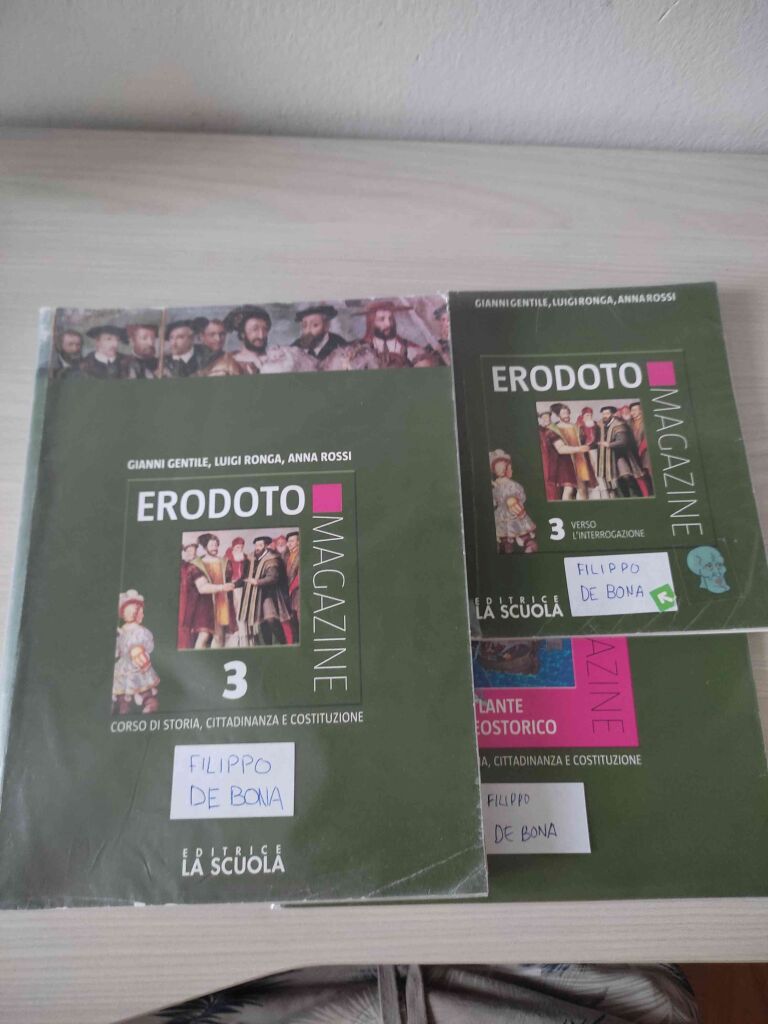 GIANNI GENTILE, LUIGI RONGA, ANNA ROSSI
ERODOTO
MAGAZINE
3
CORSO DI STORIA, CITTADINANZA E COSTITUZIONE
FILIPPO
DE BONA
EDITRICE
LA SCUOLA
GIANNI GENTILE, LUIGI RONGA, ANNA ROSSI
ERODOTO
MAGAZINE
3 VERSO
L'INTERROGAZIONE
FILIPPO
DE BONA
EDITRICE
LA SCUOLA
AZINE
LANTE
EOSTORICO
IA, CITTADINANZA E COSTITUZIONE
FILIPPO
DE BONA